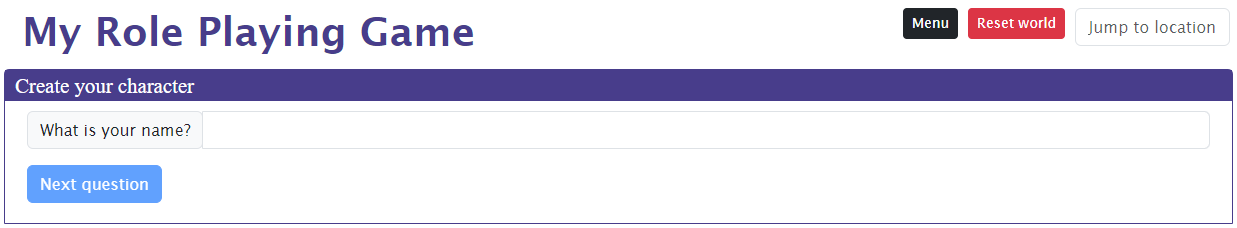 My Role Playing Game
Menu
Reset world
Jump to location
Create your character
What is your name?
Next question